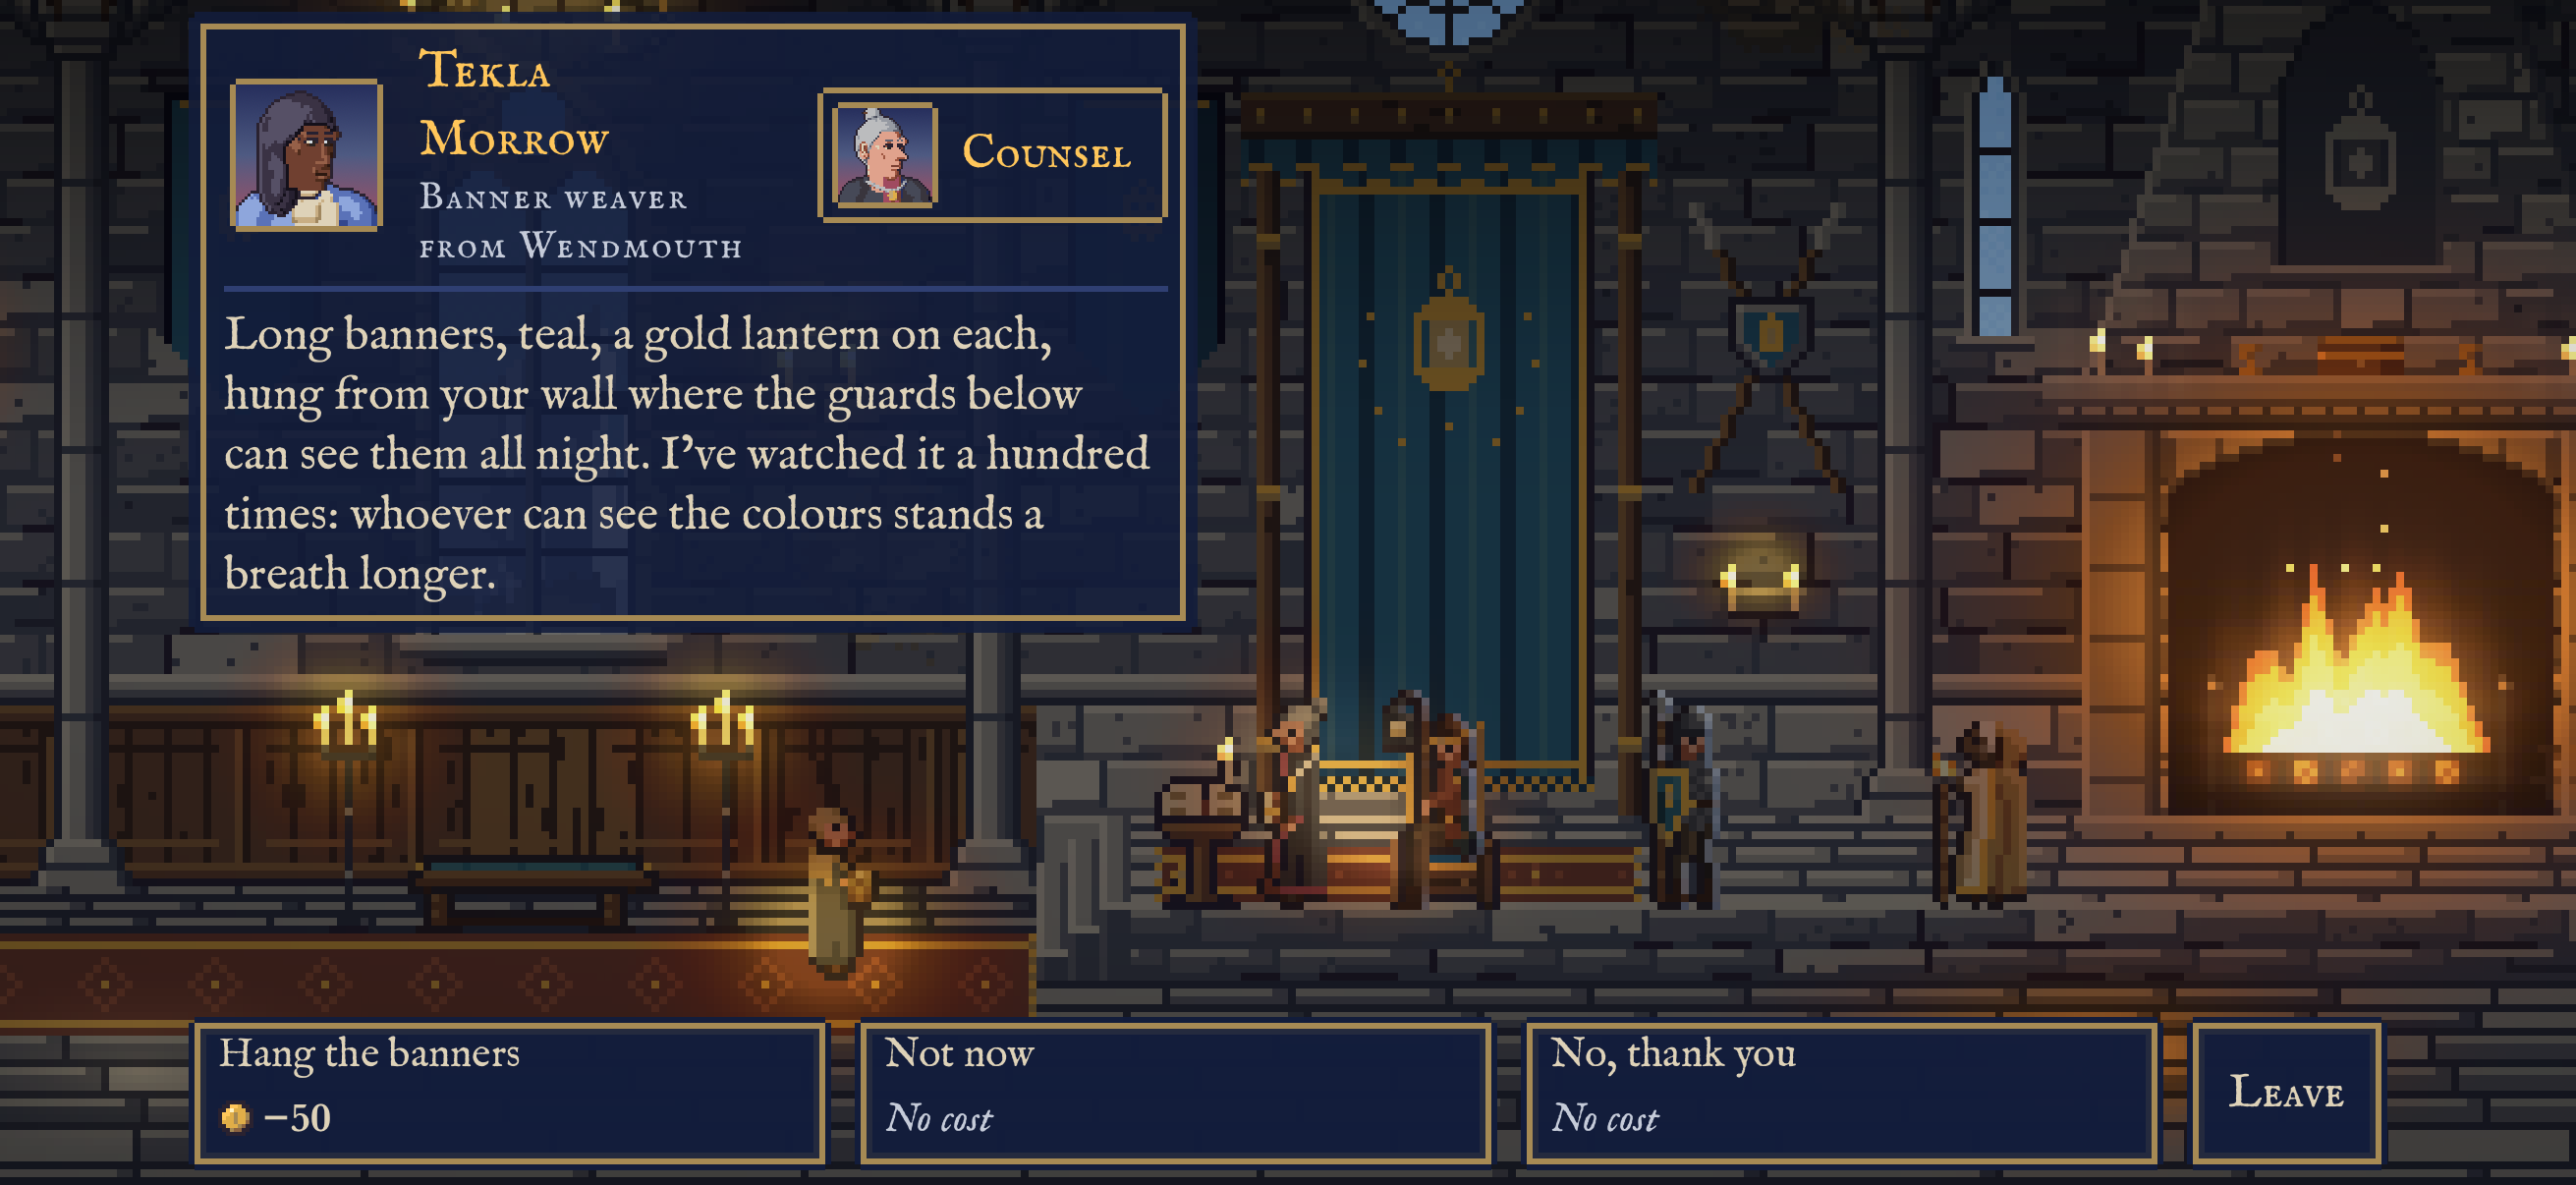 Tekla
Morrow
Banner weaver
from Wendmouth
Counsel
Long banners, teal, a gold lantern on each,
hung from your wall where the guards below
can see them all night. I've watched it a hundred
times: whoever can see the colours stands a
breath longer.
Hang the banners
−50
Not now
No cost
No, thank you
No cost
Leave